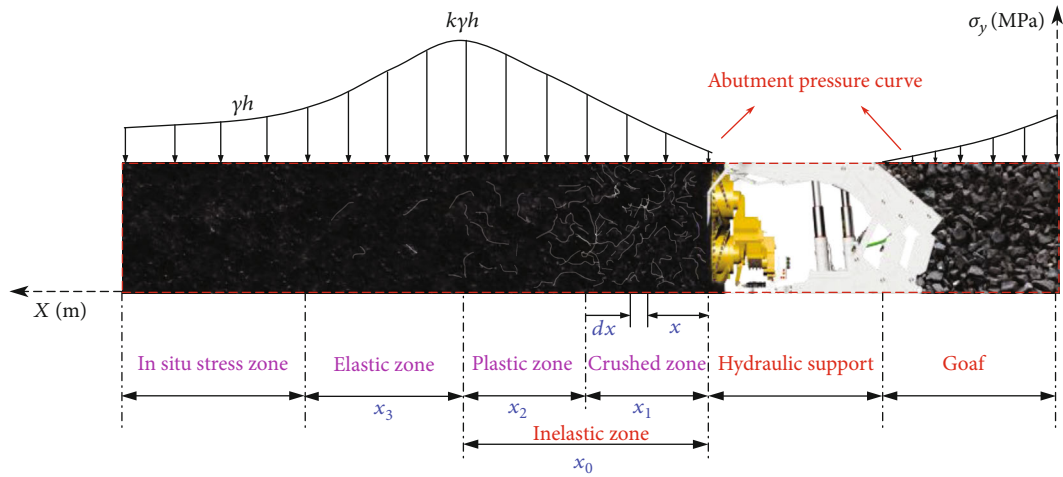 kγh
σy (MPa)
Abutment pressure curve
γh
X (m)
dx
x
In situ stress zone
Elastic zone
Plastic zone
Crushed zone
Hydraulic support
Goaf
x3
x2
x1
Inelastic zone
x0